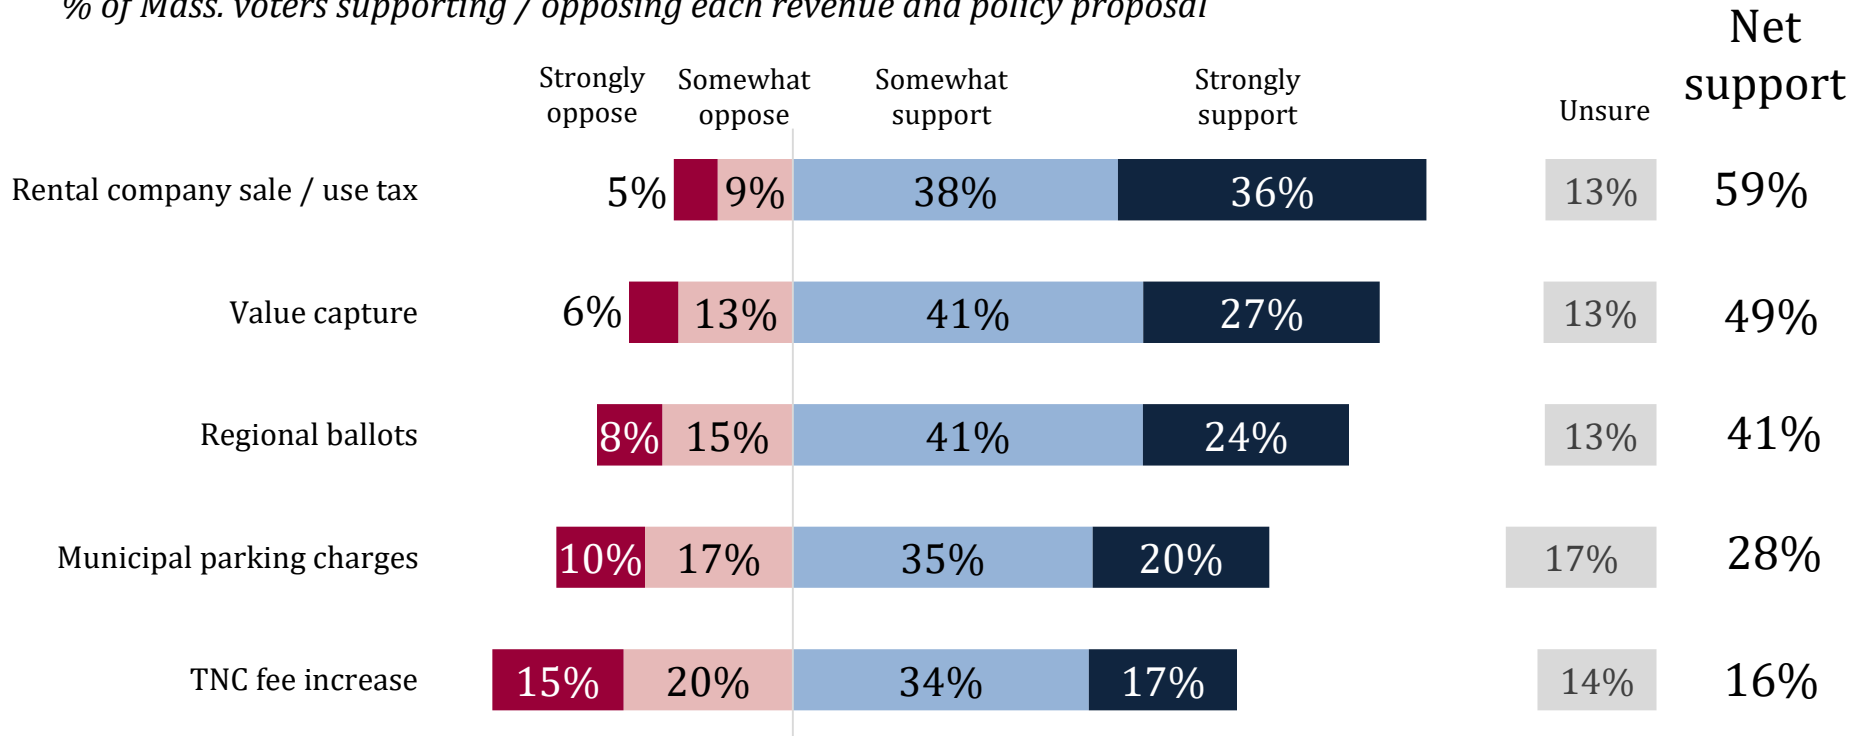 % of Mass. voters supporting / opposing each revenue and policy proposal
Net
support
Strongly
oppose
Somewhat
oppose
Somewhat
support
Strongly
support
Unsure
Rental company sale / use tax 5% 9% 38% 36% 13% 59%
Value capture 6% 13% 41% 27% 13% 49%
Regional ballots 8% 15% 41% 24% 13% 41%
Municipal parking charges 10% 17% 35% 20% 17% 28%
TNC fee increase 15% 20% 34% 17% 14% 16%